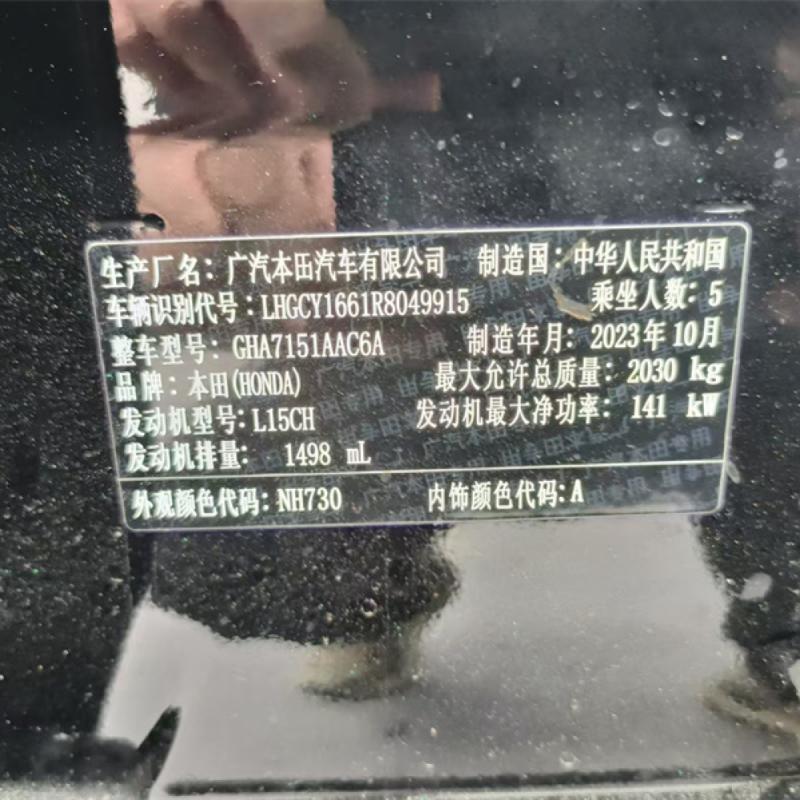 生产厂名：广汽本田汽车有限公司 制造国：中华人民共和国
车辆识别代号：LHGCY1661R8049915 乘坐人数：5
整车型号：GHA7151AAC6A 制造年月：2023年10月
品牌：本田(HONDA) 最大允许总质量：2030 kg
发动机型号：L15CH 发动机最大净功率：141 kW
发动机排量：1498 mL
外观颜色代码：NH730 内饰颜色代码：A